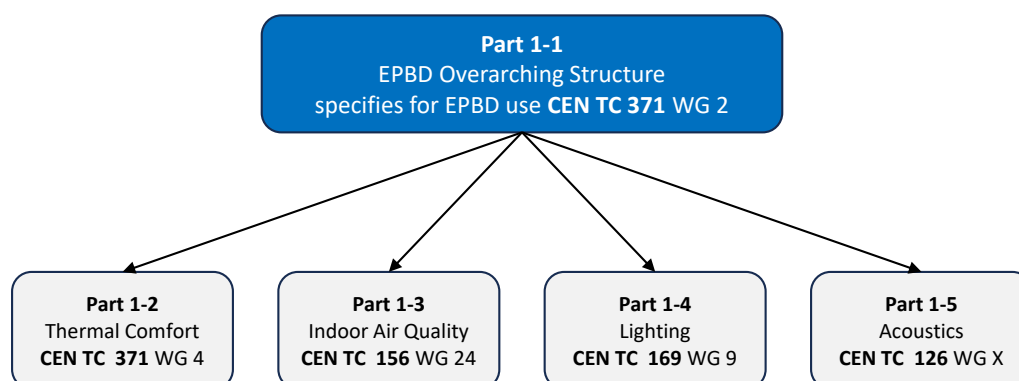 Part 1-1
EPBD Overarching Structure
specifies for EPBD use CEN TC 371 WG 2
Part 1-2
Thermal Comfort
CEN TC 371 WG 4
Part 1-3
Indoor Air Quality
CEN TC 156 WG 24
Part 1-4
Lighting
CEN TC 169 WG 9
Part 1-5
Acoustics
CEN TC 126 WG X